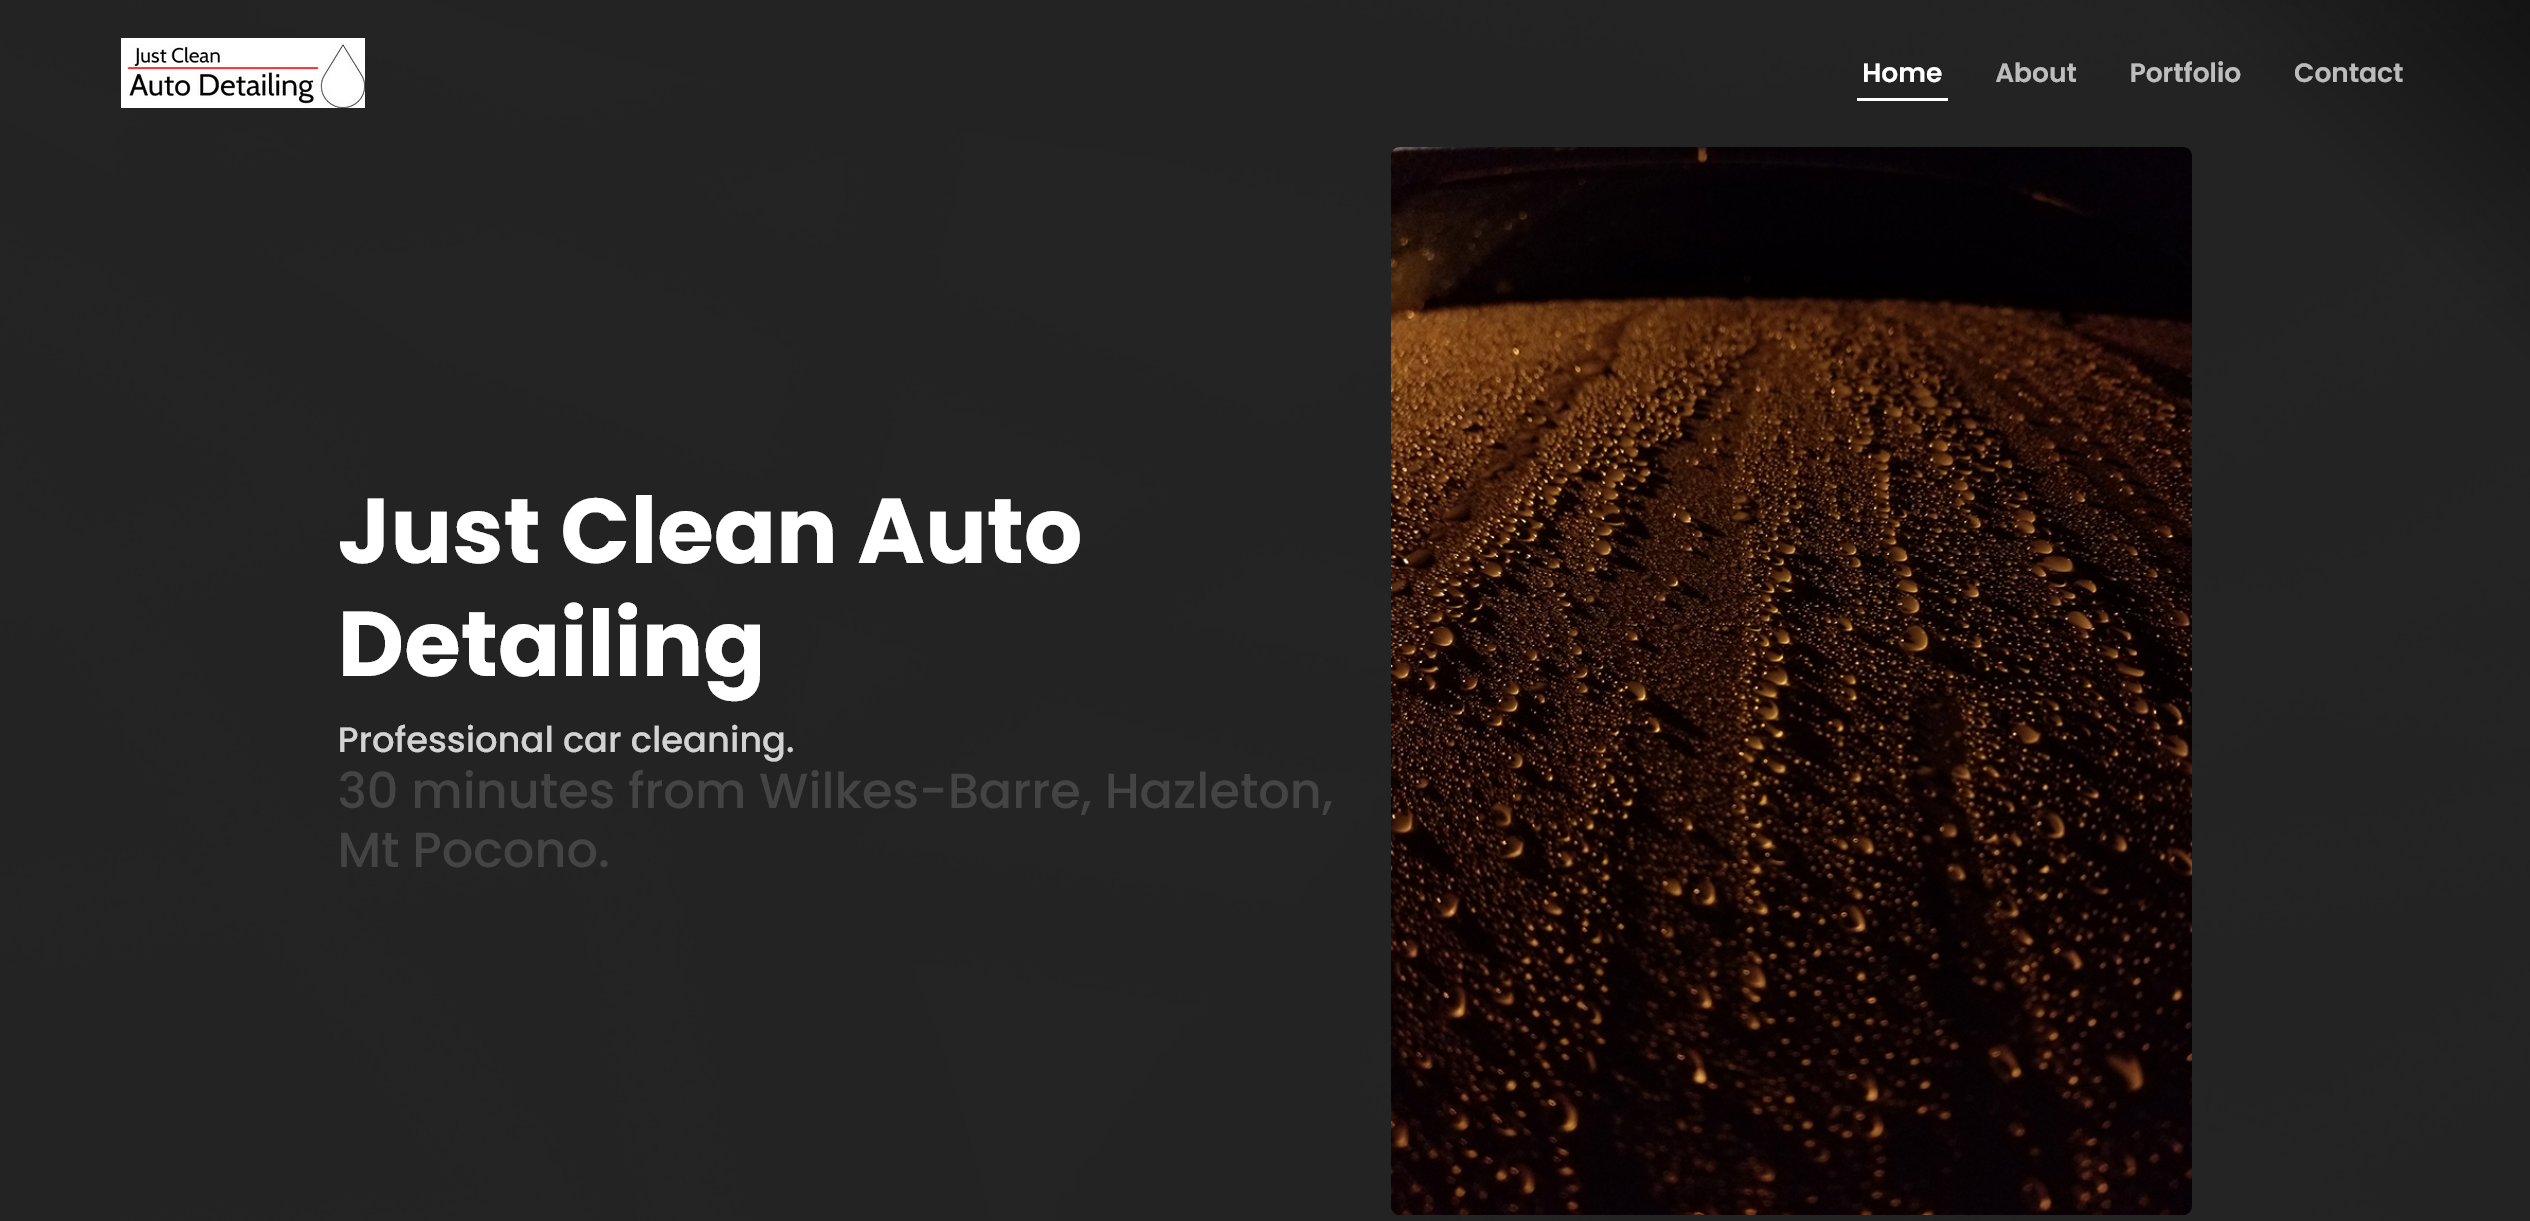 Just Clean
Auto Detailing
Home
About
Portfolio
Contact
Just Clean Auto
Detailing
Professional car cleaning.
30 minutes from Wilkes-Barre, Hazleton,
Mt Pocono.